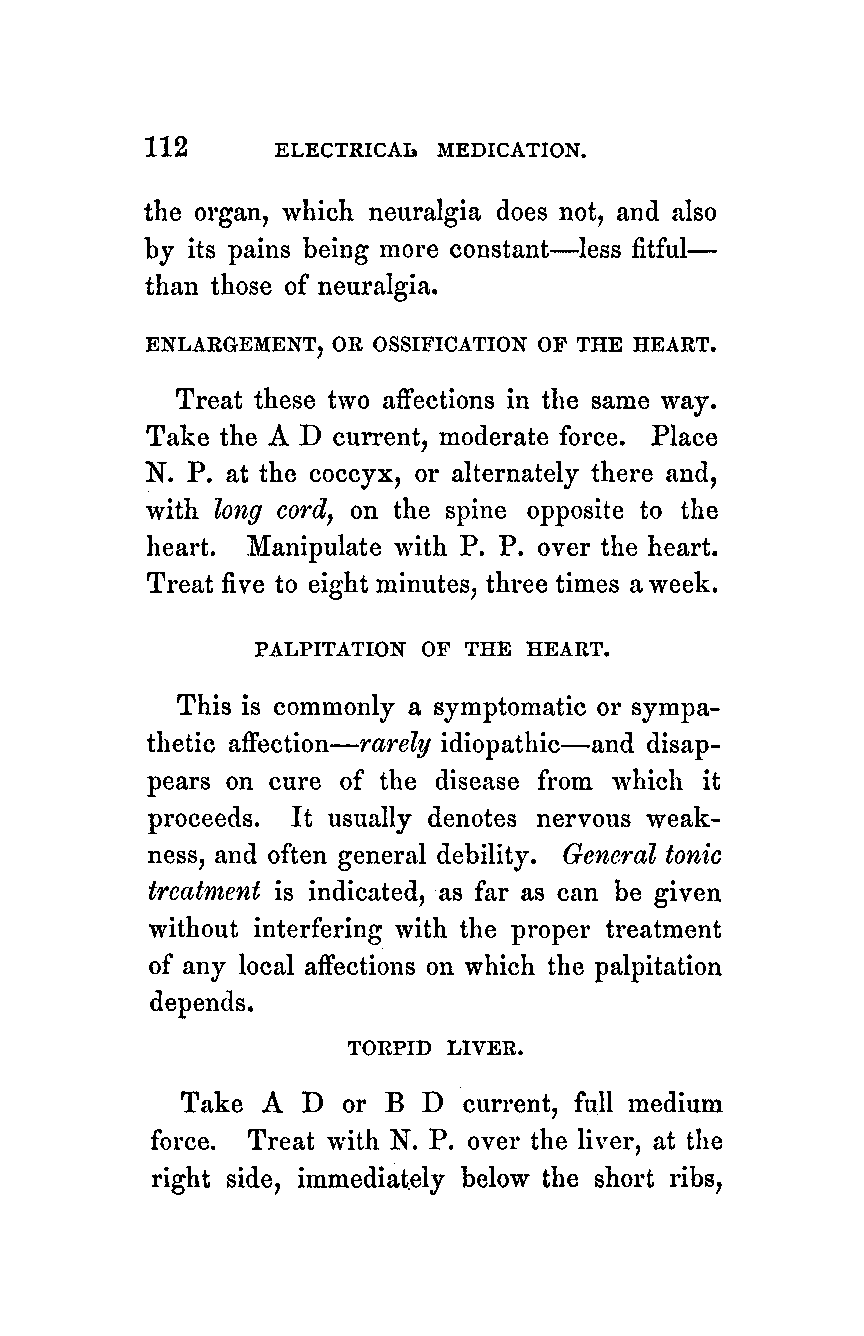 112 ELECTRICAL MEDICATION.
the organ, which neuralgia does not, and also
by its pains being more constant—less fitful—
than those of neuralgia.
ENLARGEMENT, OR OSSIFICATION OF THE HEART.
Treat these two affections in the same way.
Take the A D current, moderate force. Place
N. P. at the coccyx, or alternately there and,
with long cord, on the spine opposite to the
heart. Manipulate with P. P. over the heart.
Treat five to eight minutes, three times a week.
PALPITATION OF THE HEART.
This is commonly a symptomatic or sympa-
thetic affection—rarely idiopathic—and disap-
pears on cure of the disease from which it
proceeds. It usually denotes nervous weak-
ness, and often general debility. General tonic
treatment is indicated, as far as can be given
without interfering with the proper treatment
of any local affections on which the palpitation
depends.
TORPID LIVER.
Take A D or B D current, full medium
force. Treat with N. P. over the liver, at the
right side, immediately below the short ribs,